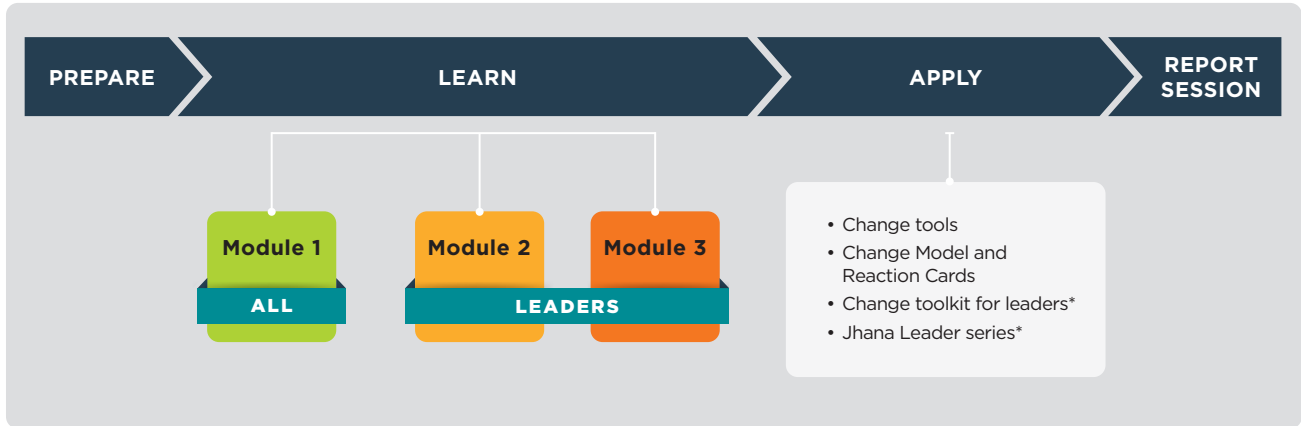 PREPARE
LEARN
APPLY
REPORT
SESSION
Module 1
ALL
Module 2
Module 3
LEADERS
• Change tools
• Change Model and
Reaction Cards
• Change toolkit for leaders*
• Jhana Leader series*